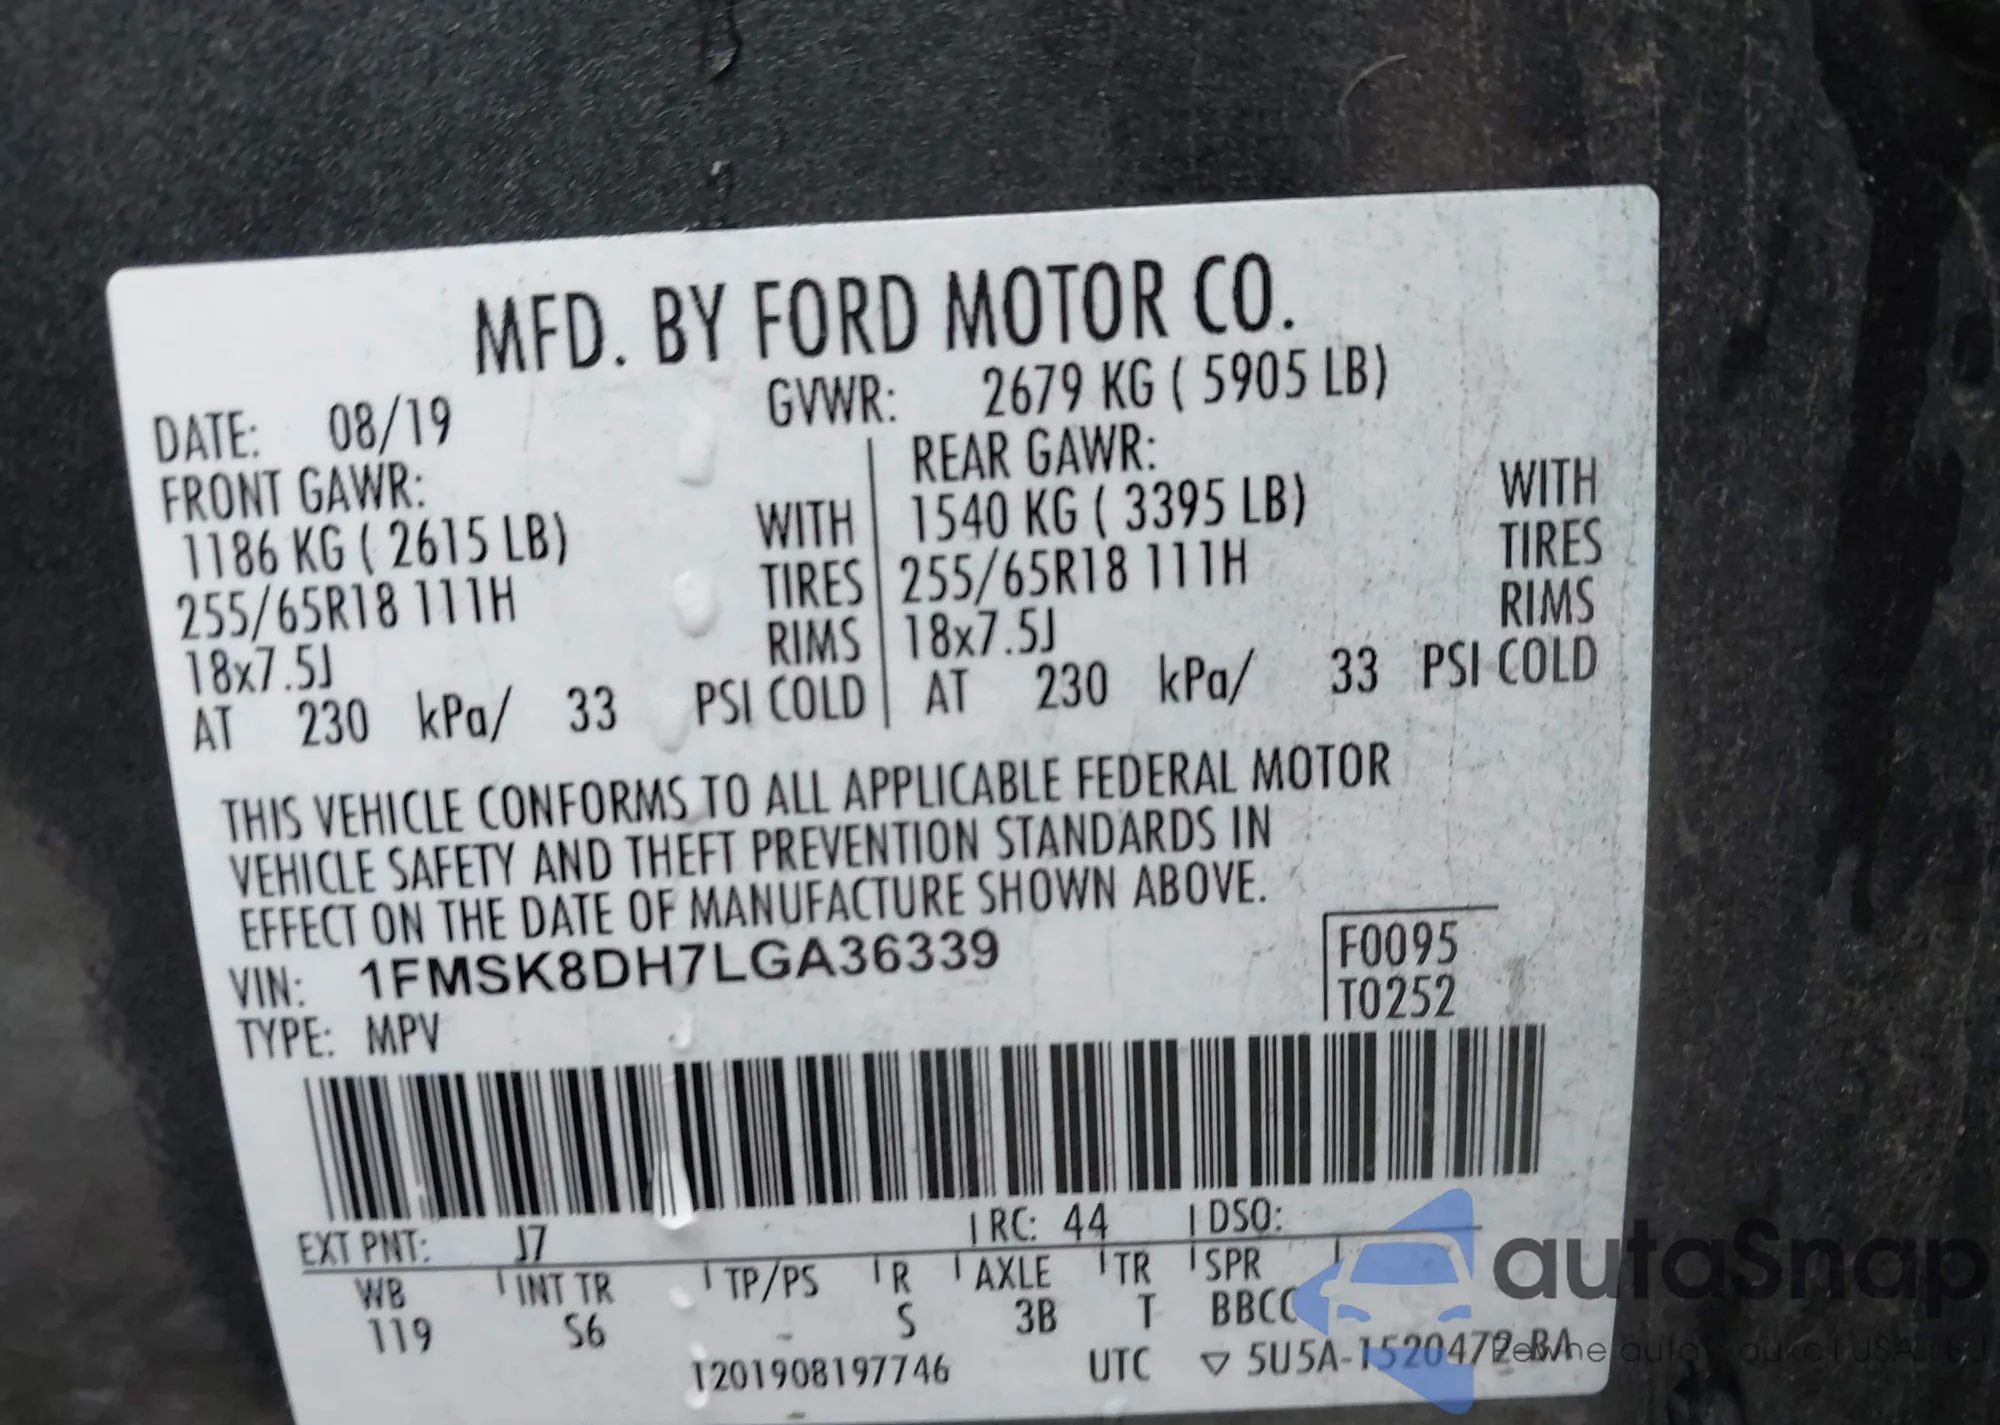 MFD. BY FORD MOTOR CO.
DATE: 08/19 GVWR: 2679 KG ( 5905 LB)
FRONT GAWR: REAR GAWR:
1186 KG ( 2615 LB) WITH 1540 KG ( 3395 LB) WITH
255/65R18 111H TIRES 255/65R18 111H TIRES
18x7.5J RIMS 18x7.5J RIMS
AT 230 kPa/ 33 PSI COLD AT 230 kPa/ 33 PSI COLD
THIS VEHICLE CONFORMS TO ALL APPLICABLE FEDERAL MOTOR
VEHICLE SAFETY AND THEFT PREVENTION STANDARDS IN
EFFECT ON THE DATE OF MANUFACTURE SHOWN ABOVE.
VIN: 1FMSK8DH7LGA36339 F0095
TYPE: MPV T0252
EXT PNT: J7 RC: 44 DSO:
WB INT TR TP/PS R AXLE TR SPR
119 S6 - S 3B T BBCC
1201908197746 UTC ▽ 5U5A-1520472-BA
autoSnap
auto USA